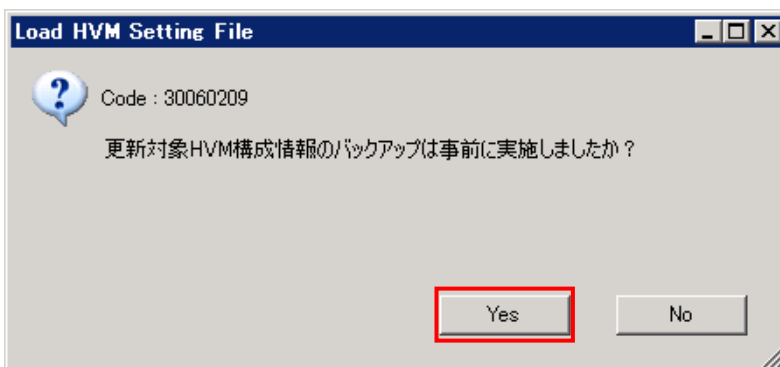 Load HVM Setting File
Code : 30060209
更新対象HVM構成情報のバックアップは事前に実施しましたか？
Yes
No